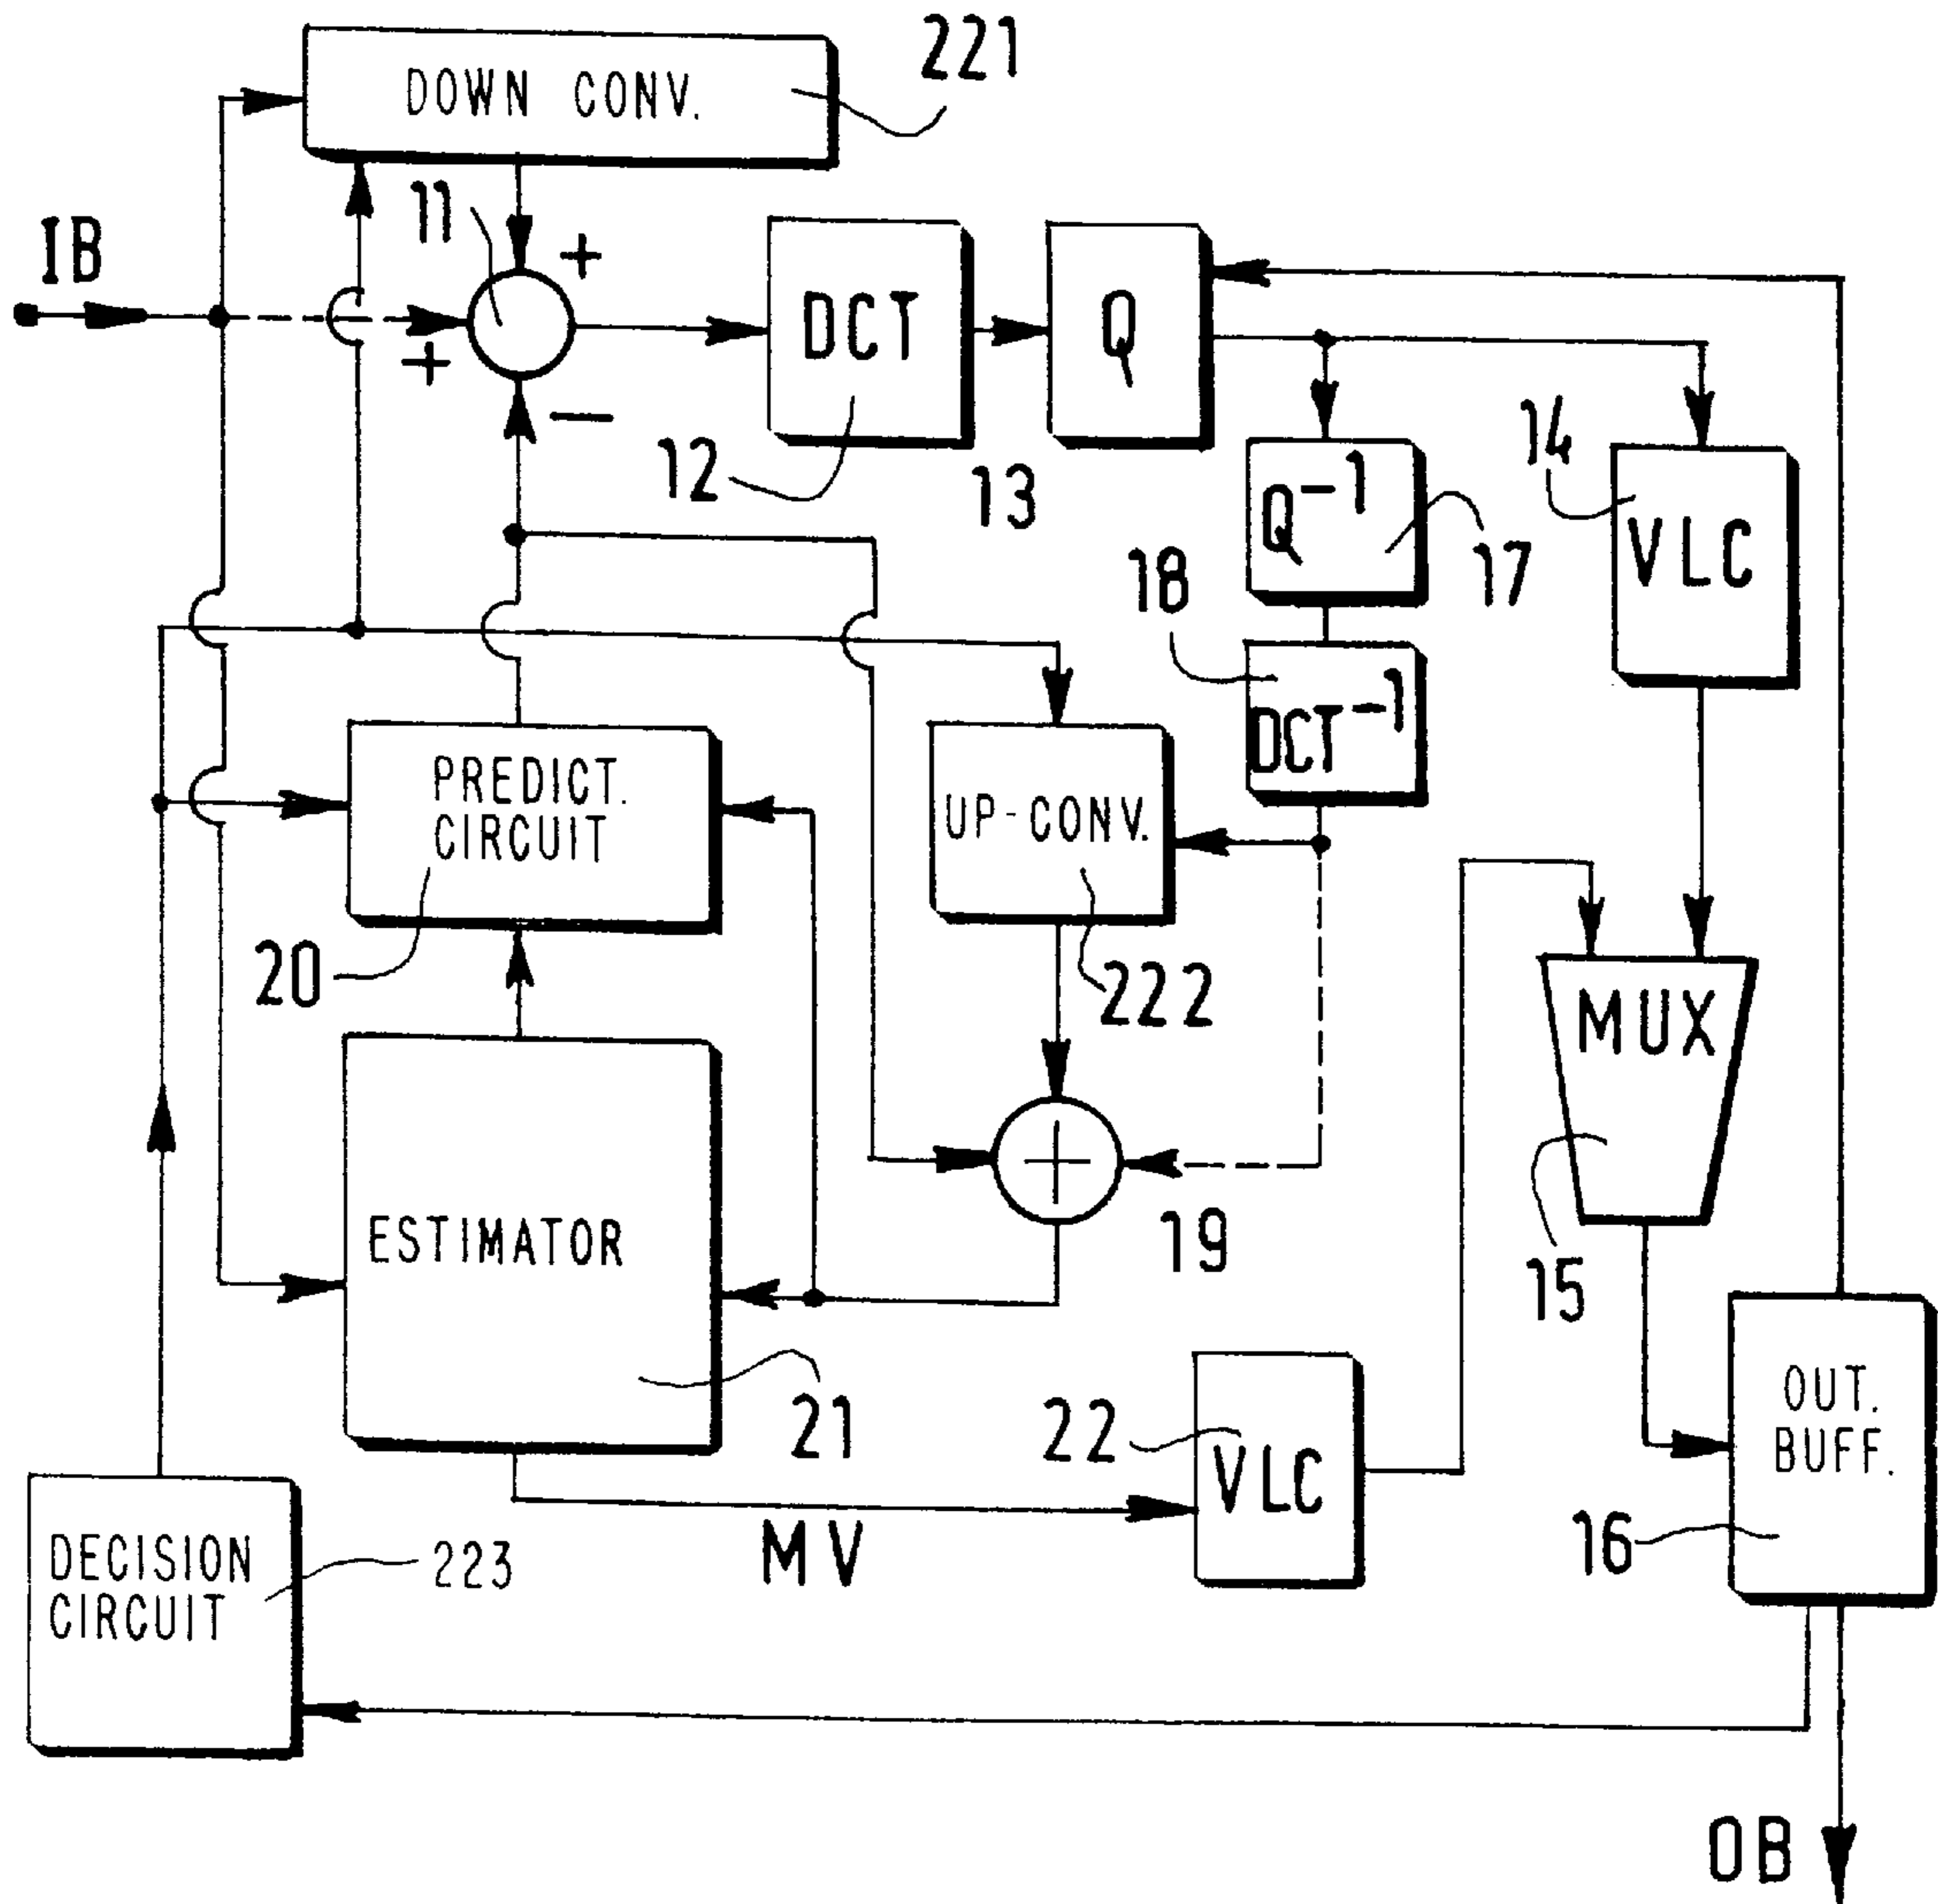 221
DOWN CONV.
11
IB
+
+
-
DCT
Q
12
13
14
Q-1
17
VLC
18
DCT-1
PREDICT.
CIRCUIT
UP-CONV.
20
222
MUX
+
ESTIMATOR
19
15
21
22
VLC
OUT.
BUFF.
MV
16
DECISION
CIRCUIT
223
OB